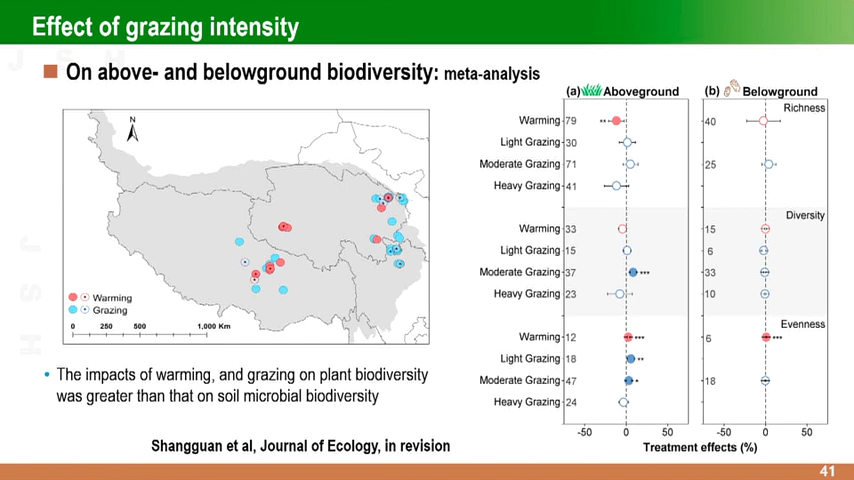 Effect of grazing intensity
J S H
On above- and belowground biodiversity: meta-analysis
N
Warming
Grazing
0 250 500 1,000 Km
J
S
H
The impacts of warming, and grazing on plant biodiversity
was greater than that on soil microbial biodiversity
(a) Aboveground
Warming 79 **
Light Grazing 30
Moderate Grazing 71
Heavy Grazing 41
Warming 33
Light Grazing 15
Moderate Grazing 37 ***
Heavy Grazing 23
Warming 12 ***
Light Grazing 18 **
Moderate Grazing 47 *
Heavy Grazing 24
-50 0 50
(b) Belowground
Richness
40
25
Diversity
15
6
33
10
Evenness
6 ***
18
-50 0 50
Treatment effects (%)
Shangguan et al, Journal of Ecology, in revision
41